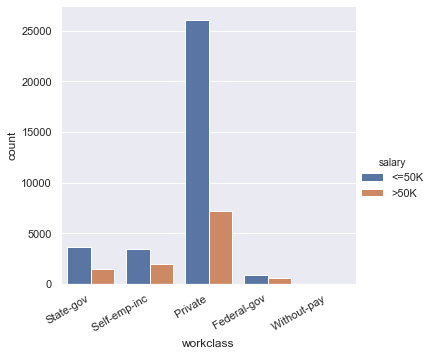 25000
20000
15000
10000
5000
0
count
State-gov
Self-emp-inc
Private
Federal-gov
Without-pay
workclass
salary
<=50K
>50K